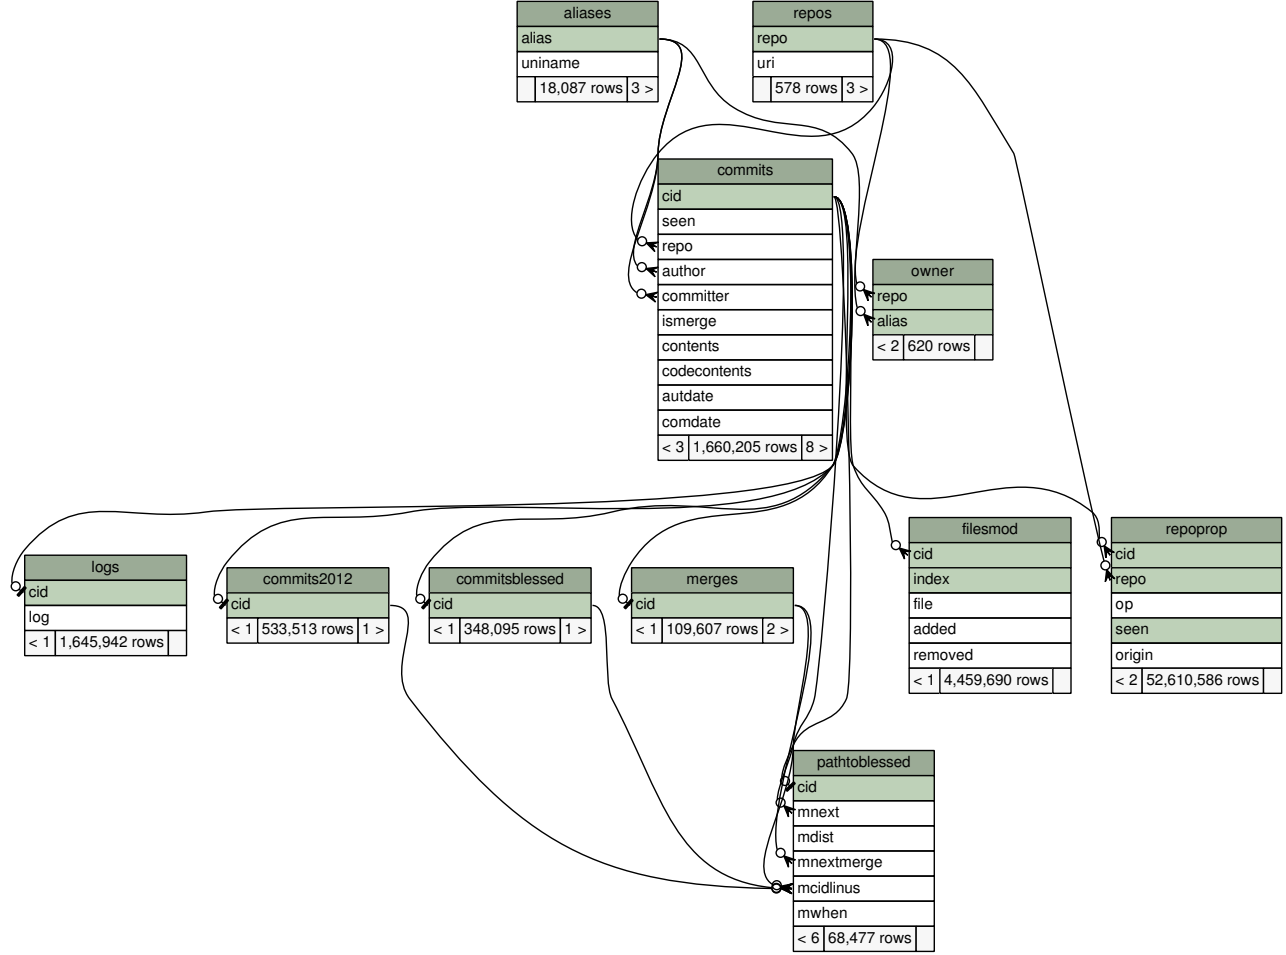 aliases
alias
uniname
18,087 rows 3 >
repos
repo
uri
578 rows 3 >
commits
cid
seen
repo
author
committer
ismerge
contents
codecontents
autdate
comdate
< 3 1,660,205 rows 8 >
owner
repo
alias
< 2 620 rows
logs
cid
log
< 1 1,645,942 rows
commits2012
cid
< 1 533,513 rows 1 >
commitsblessed
cid
< 1 348,095 rows 1 >
merges
cid
< 1 109,607 rows 2 >
filesmod
cid
index
file
added
removed
< 1 4,459,690 rows
repoprop
cid
repo
op
seen
origin
< 2 52,610,586 rows
pathtoblessed
cid
mnext
mdist
mnextmerge
mcidlinus
mwhen
< 6 68,477 rows